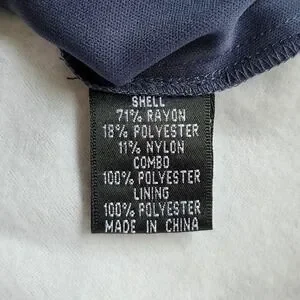 SHELL
71% RAYON
18% POLYESTER
11% NYLON
COMBO
100% POLYESTER
LINING
100% POLYESTER
MADE IN CHINA